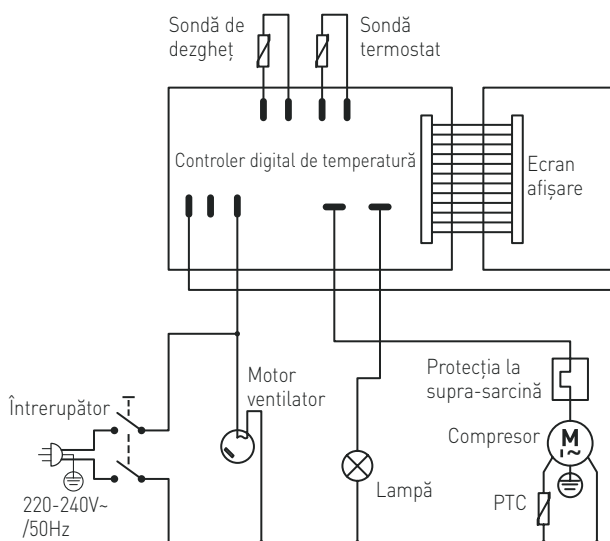 Sondă de
dezgheț
Sondă
termostat
Controler digital de temperatură
Ecran
afișare
Motor
ventilator
Protecția la
supra-sarcină
Întrerupător
Compresor
M
1~
Lampă
PTC
220-240V~
/50Hz